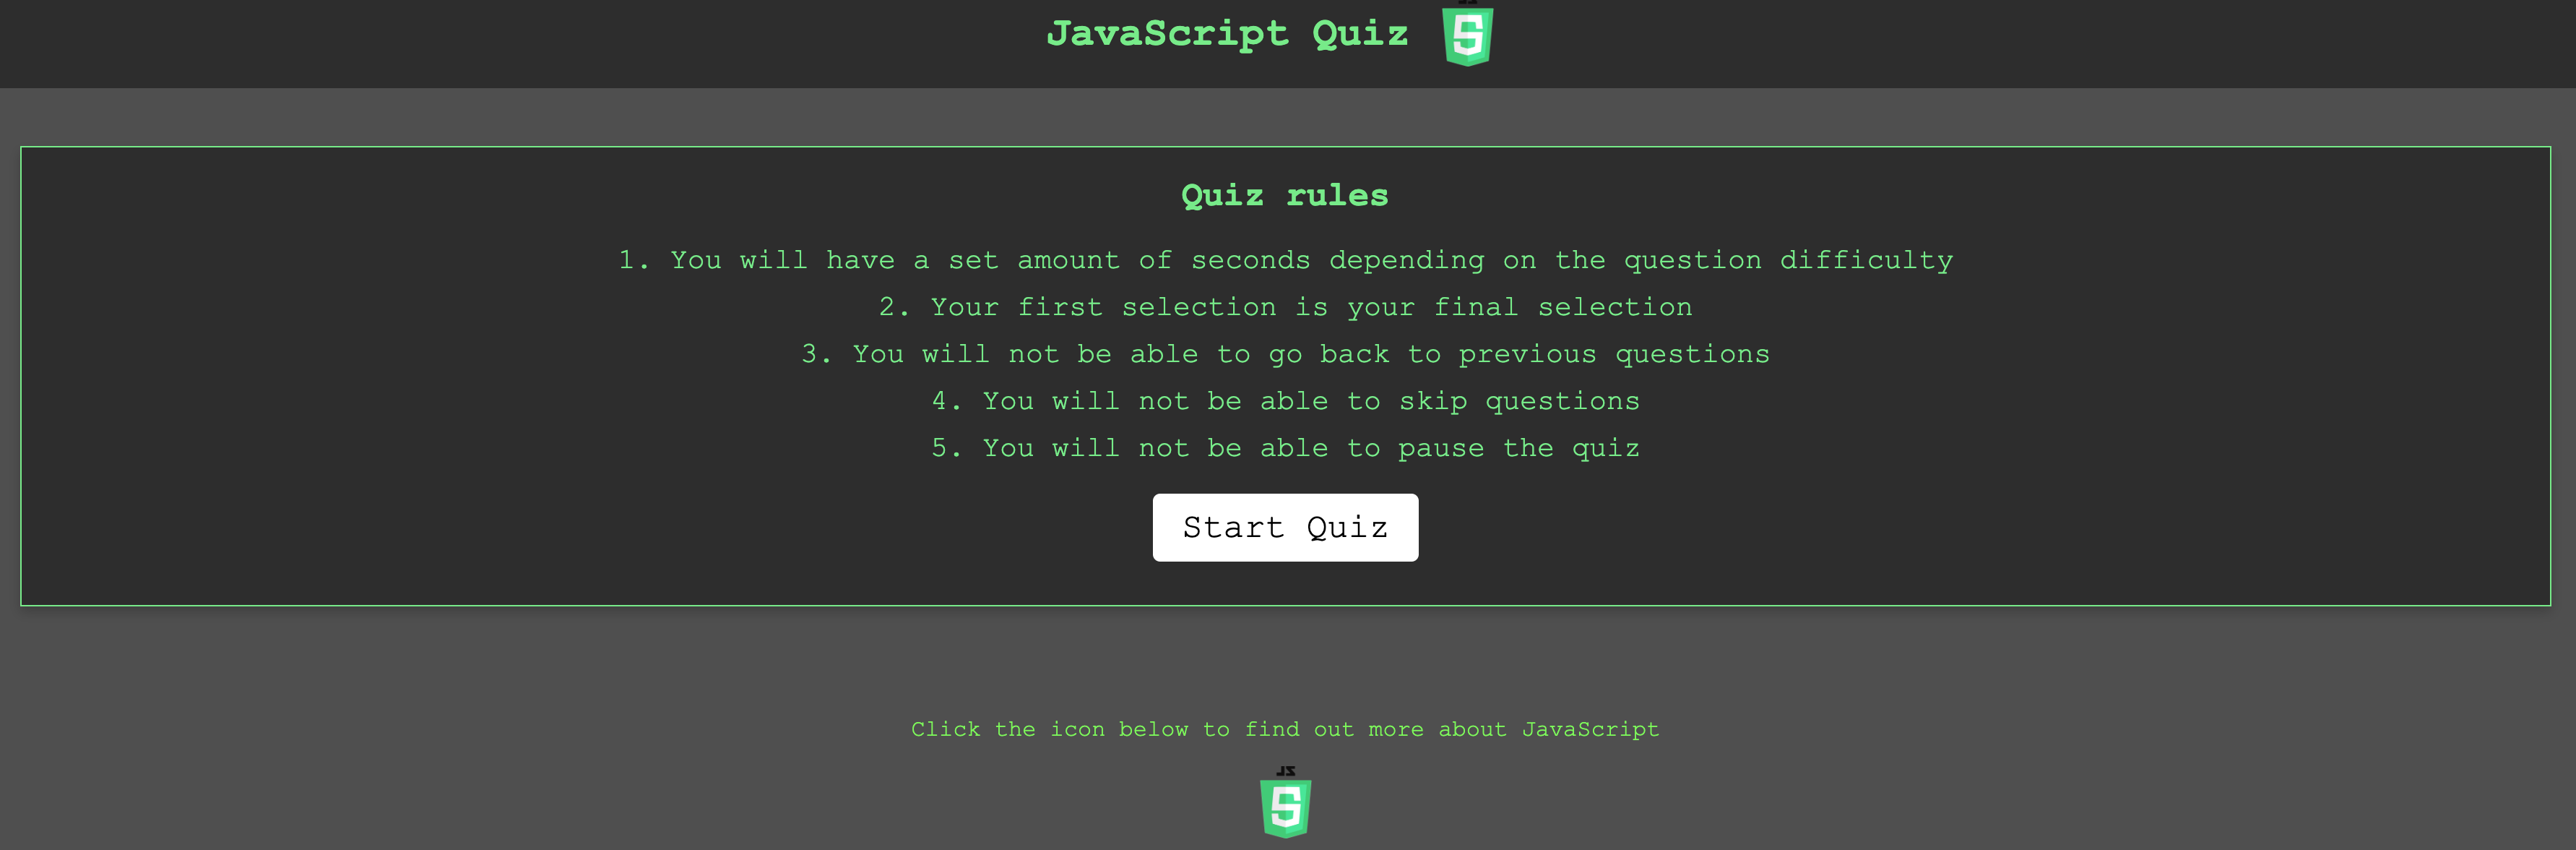 JavaScript Quiz
Quiz rules
1. You will have a set amount of seconds depending on the question difficulty
2. Your first selection is your final selection
3. You will not be able to go back to previous questions
4. You will not be able to skip questions
5. You will not be able to pause the quiz
Start Quiz
Click the icon below to find out more about JavaScript
JS